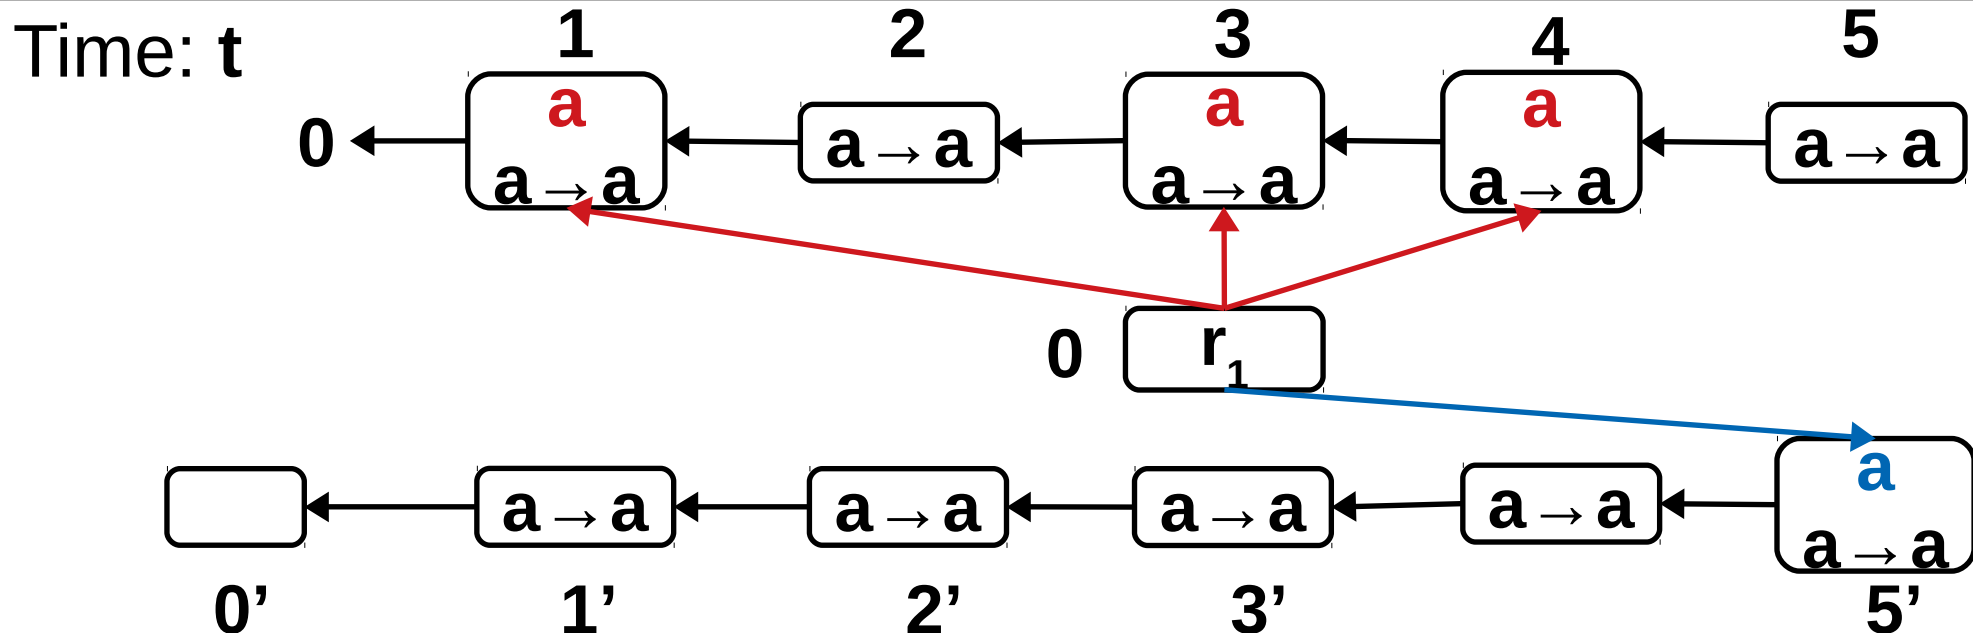 Time: t
1 2 3 4 5
a a a
0 a→a a→a a→a a→a a→a
0 r₁
a
a→a a→a a→a a→a a→a
0’ 1’ 2’ 3’ 5’